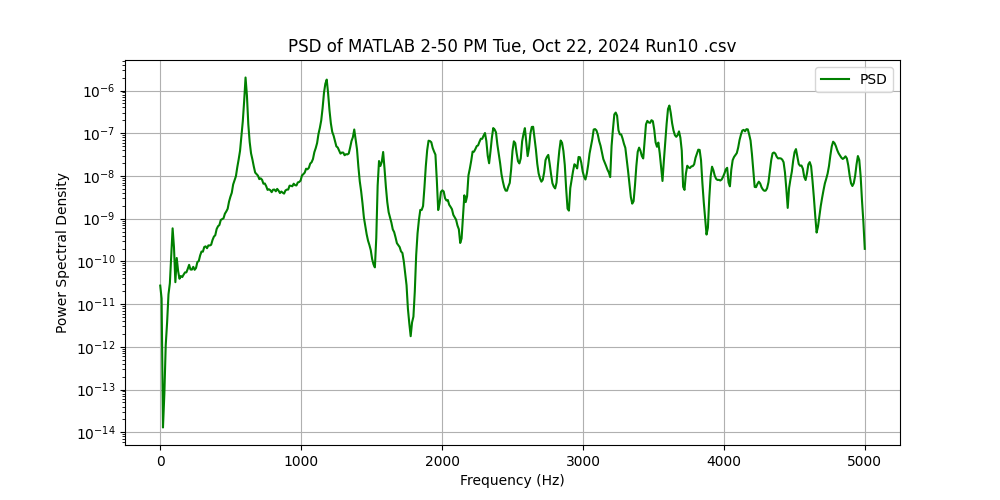 PSD of MATLAB 2-50 PM Tue, Oct 22, 2024 Run10 .csv
PSD
10⁻⁶
10⁻⁷
10⁻⁸
10⁻⁹
10⁻¹⁰
10⁻¹¹
10⁻¹²
10⁻¹³
10⁻¹⁴
Power Spectral Density
0 1000 2000 3000 4000 5000
Frequency (Hz)